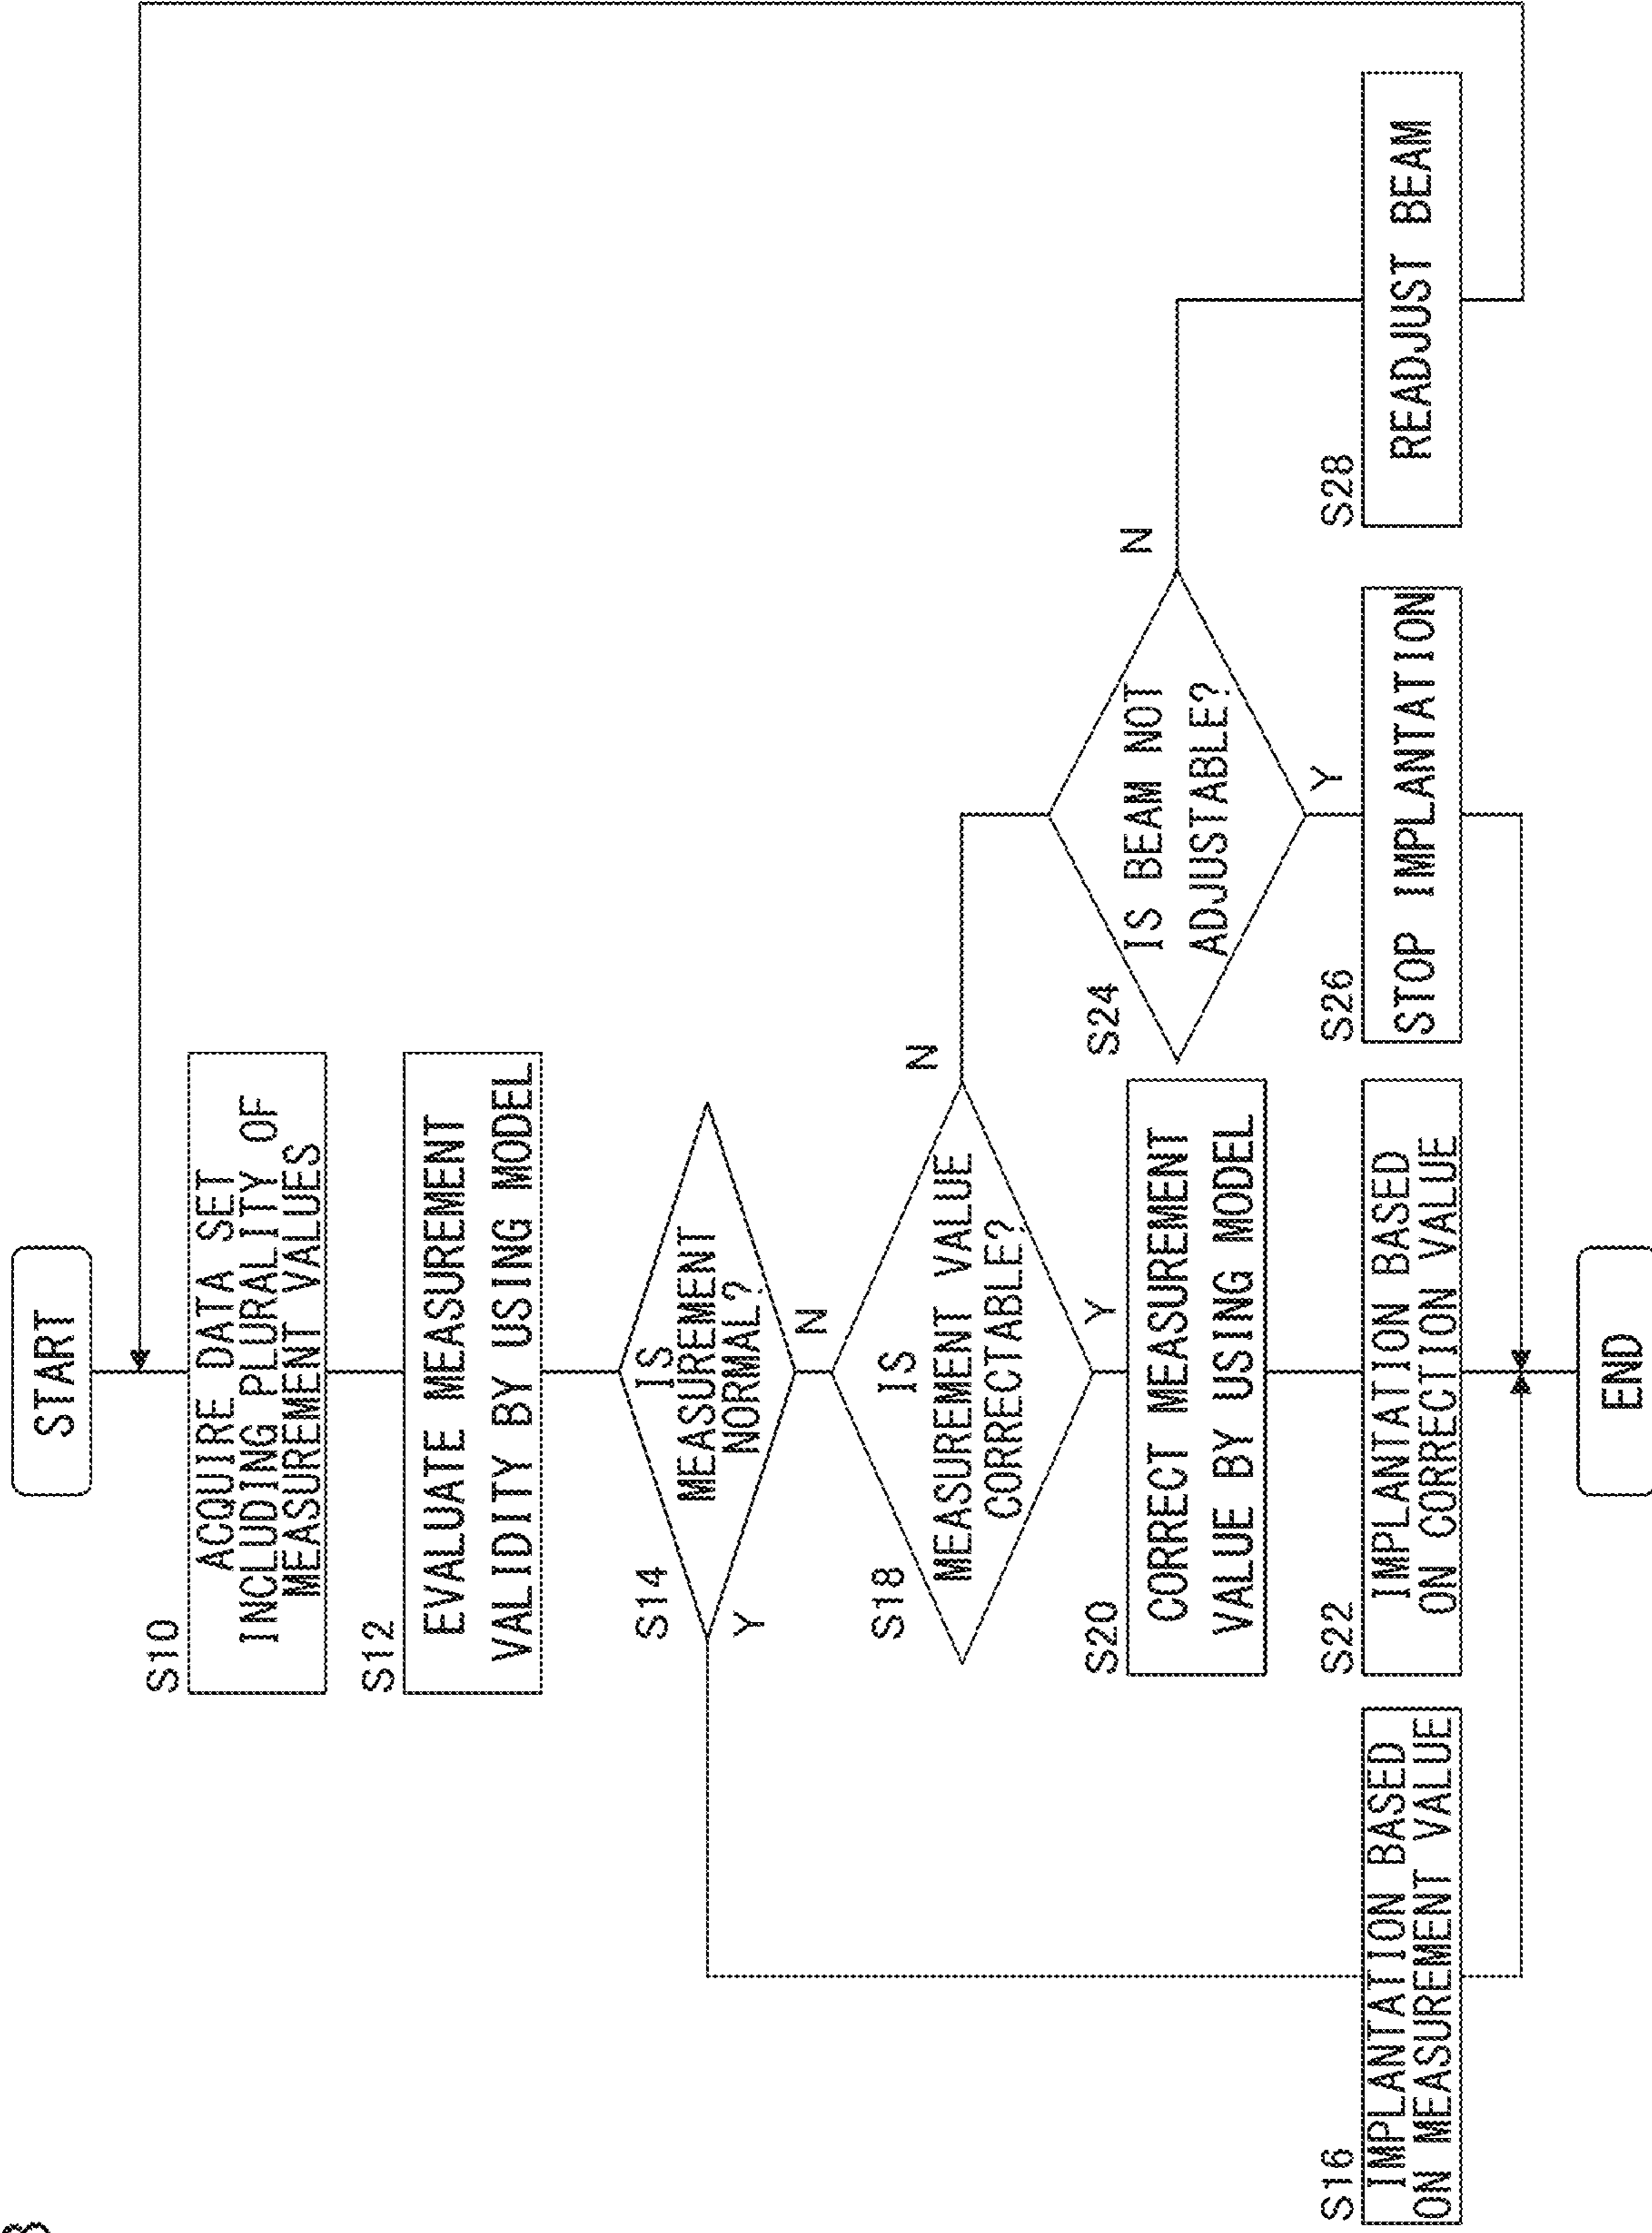 START
S10
ACQUIRE DATA SET
INCLUDING PLURALITY OF
MEASUREMENT VALUES
S12
EVALUATE MEASUREMENT
VALIDITY BY USING MODEL
S14
IS
MEASUREMENT
NORMAL?
Y
N
S18
IS
MEASUREMENT VALUE
CORRECTABLE?
N
Y
S20
CORRECT MEASUREMENT
VALUE BY USING MODEL
S24
IS BEAM NOT
ADJUSTABLE?
N
Y
S16
IMPLANTATION BASED
ON MEASUREMENT VALUE
S22
IMPLANTATION BASED
ON CORRECTION VALUE
S26
STOP IMPLANTATION
S28
READJUST BEAM
END